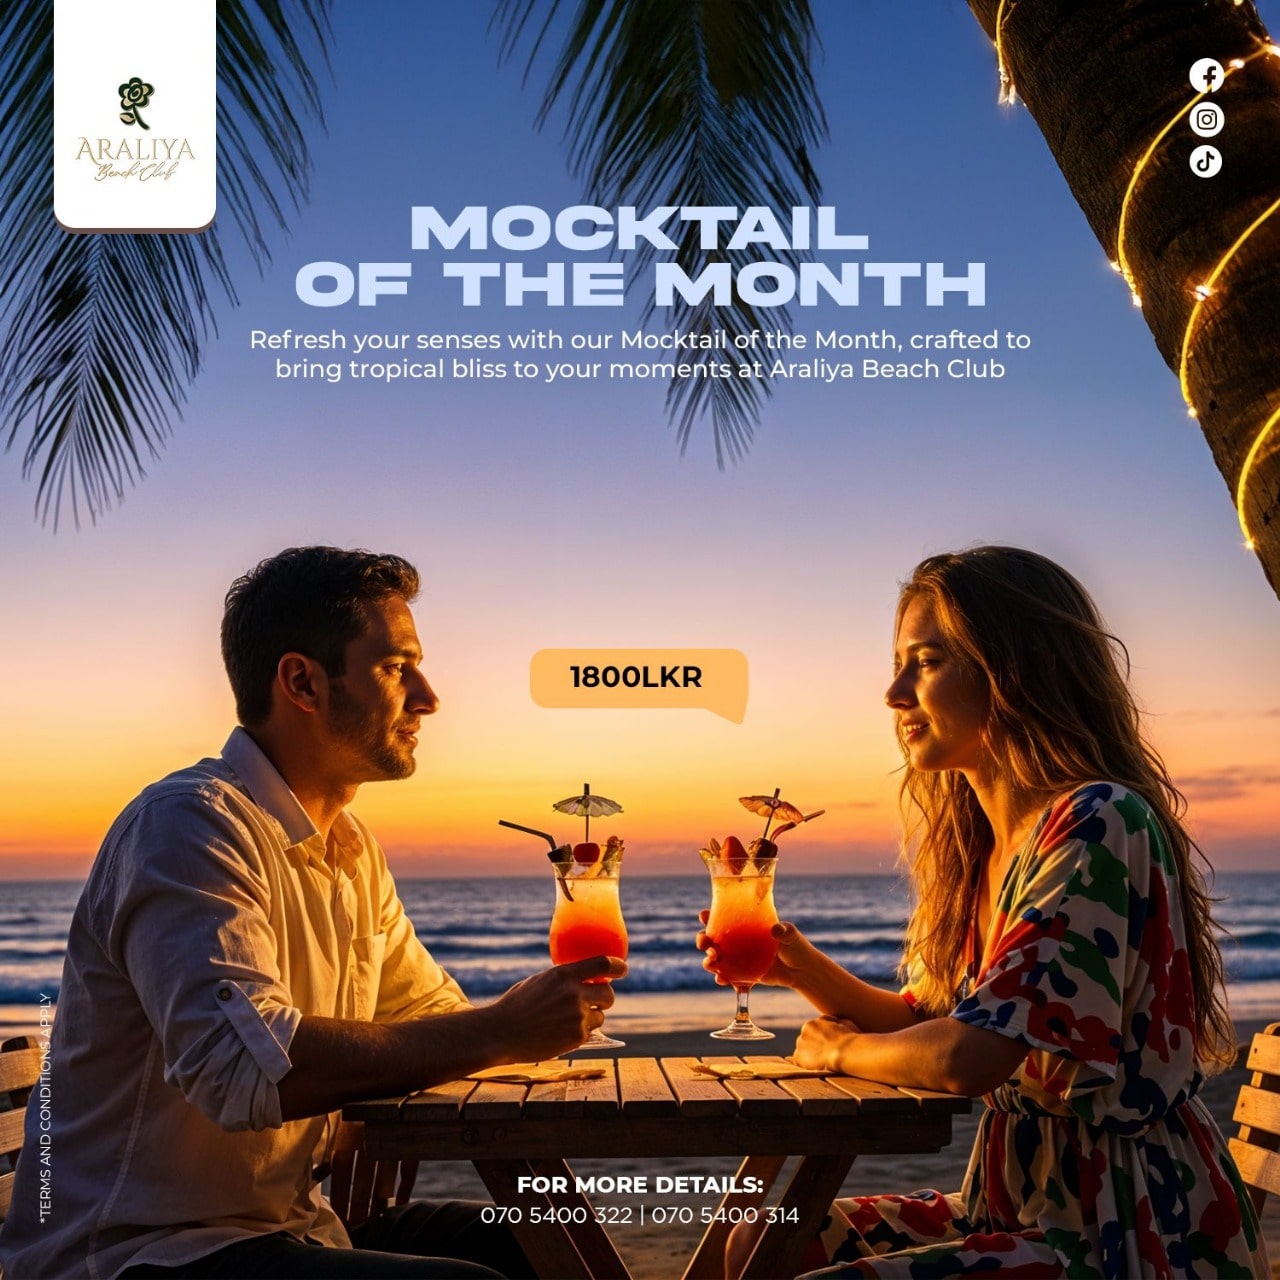 ARALIYA
Beach Club
MOCKTAIL
OF THE MONTH
Refresh your senses with our Mocktail of the Month, crafted to
bring tropical bliss to your moments at Araliya Beach Club
1800LKR
*TERMS AND CONDITIONS APPLY
FOR MORE DETAILS:
070 5400 322 | 070 5400 314